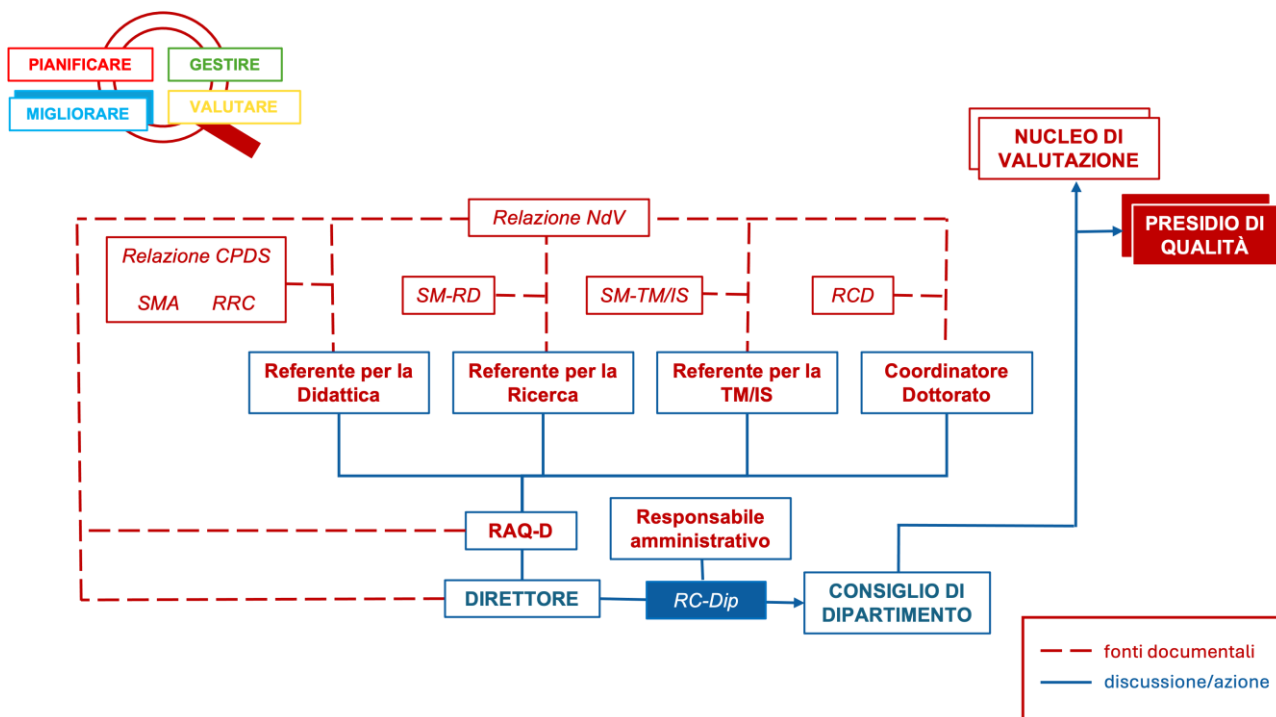 PIANIFICARE
GESTIRE
MIGLIORARE
VALUTARE
NUCLEO DI
VALUTAZIONE
PRESIDIO DI
QUALITÀ
Relazione NdV
Relazione CPDS
SMA RRC
SM-RD
SM-TM/IS
RCD
Referente per la
Didattica
Referente per la
Ricerca
Referente per la
TM/IS
Coordinatore
Dottorato
RAQ-D
Responsabile
amministrativo
DIRETTORE
RC-Dip
CONSIGLIO DI
DIPARTIMENTO
fonti documentali
discussione/azione